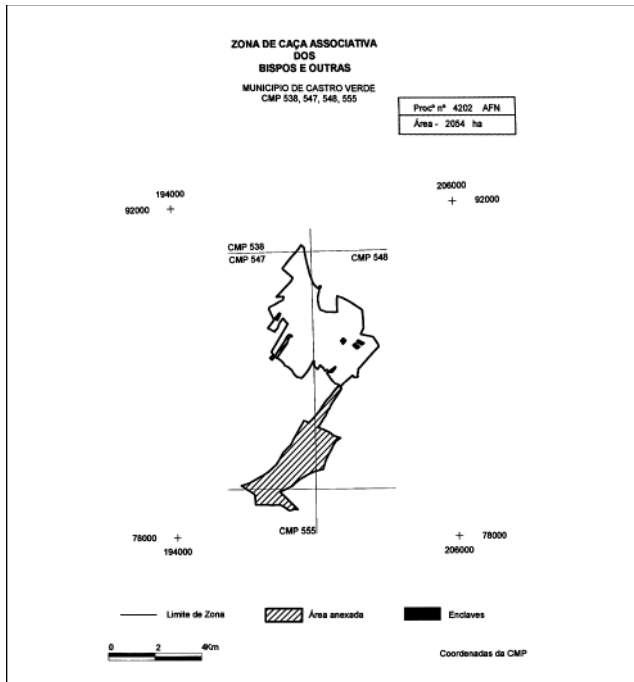 ZONA DE CAÇA ASSOCIATIVA
DOS
BISPOS E OUTRAS
MUNICIPIO DE CASTRO VERDE
CMP 538, 547, 548, 555
Procº nº 4202 AFN
Área - 2054 ha
194000
92000
206000
92000
CMP 538
CMP 547
CMP 548
CMP 555
78000
194000
78000
206000
Limite de Zona
Área anexada
Enclaves
0 2 4Km
Coordenadas da CMP